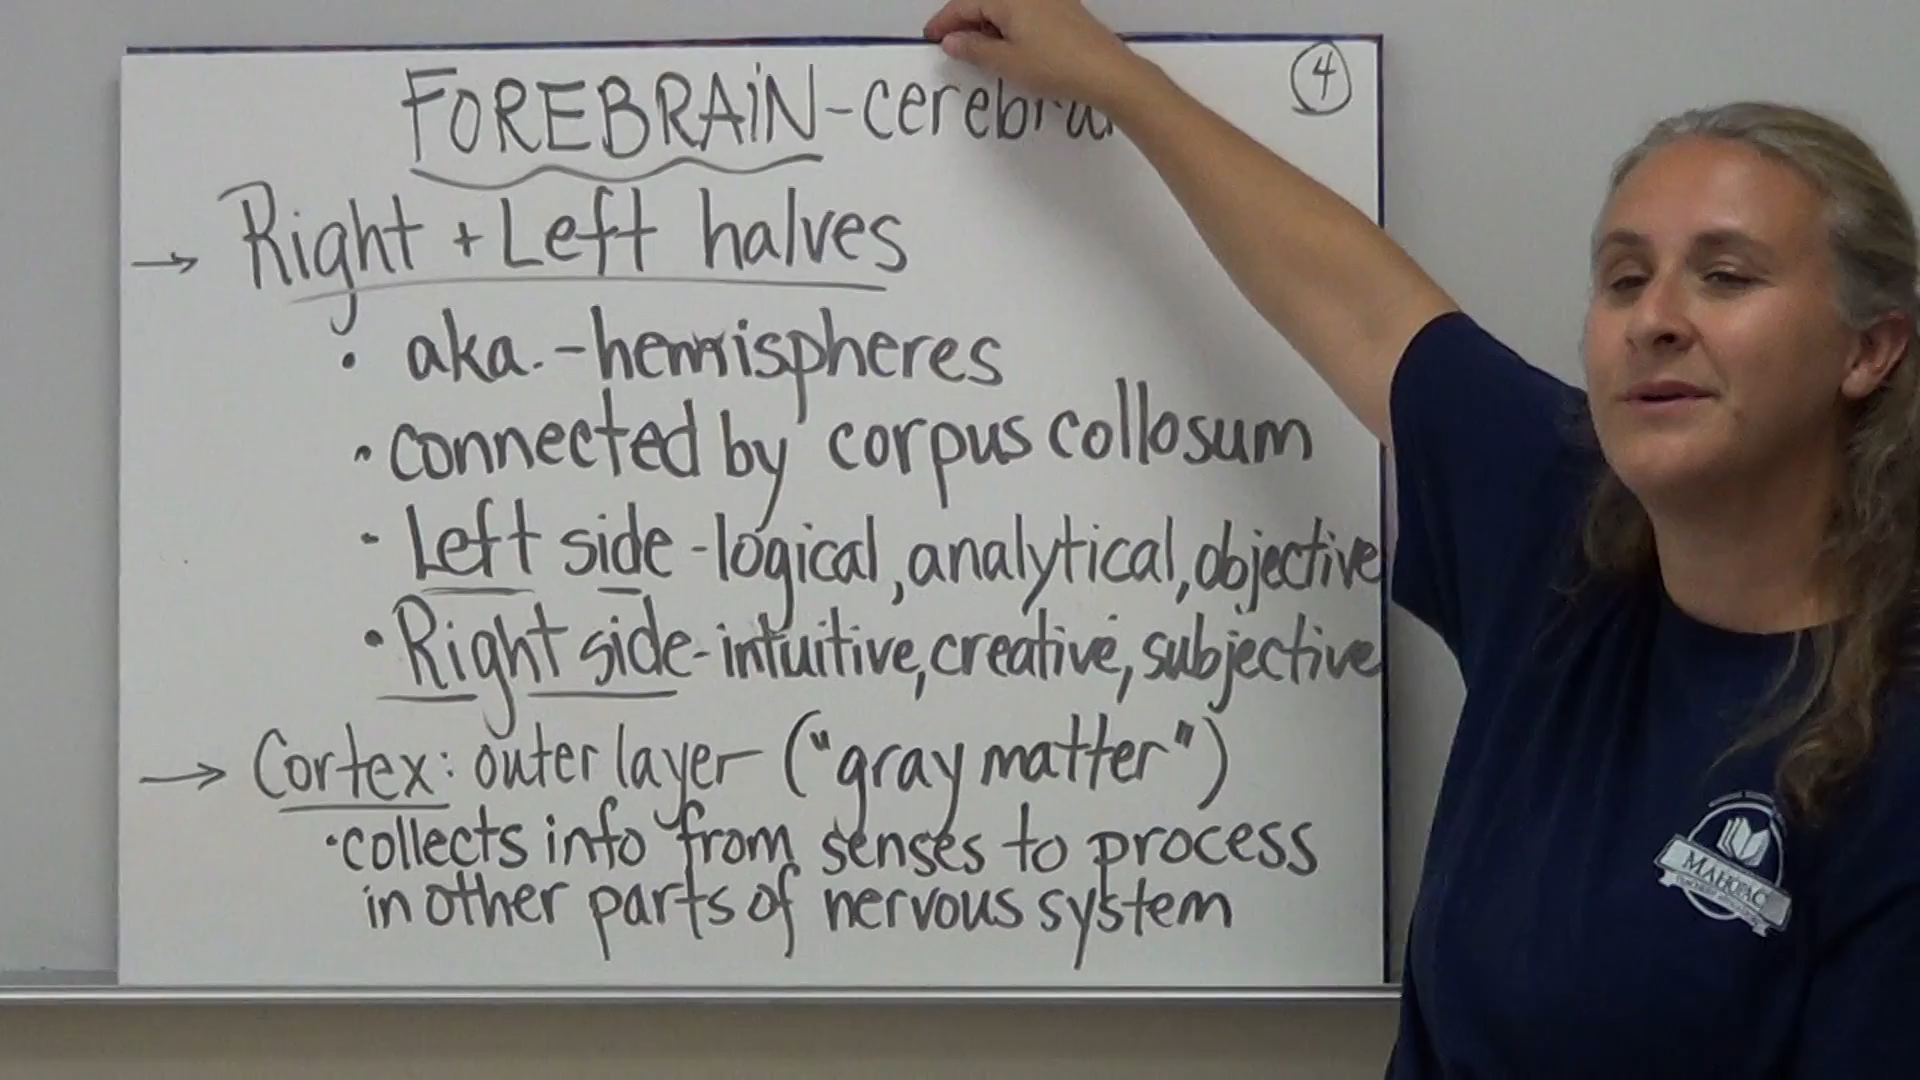 FOREBRAIN-cerebru
4
→ Right + Left halves
• aka. - hemispheres
• connected by corpus collosum
• Left side - logical, analytical, objective
• Right side - intuitive, creative, subjective
→ Cortex: outer layer ("gray matter")
• collects info from senses to process
in other parts of nervous system
MAHOPAC